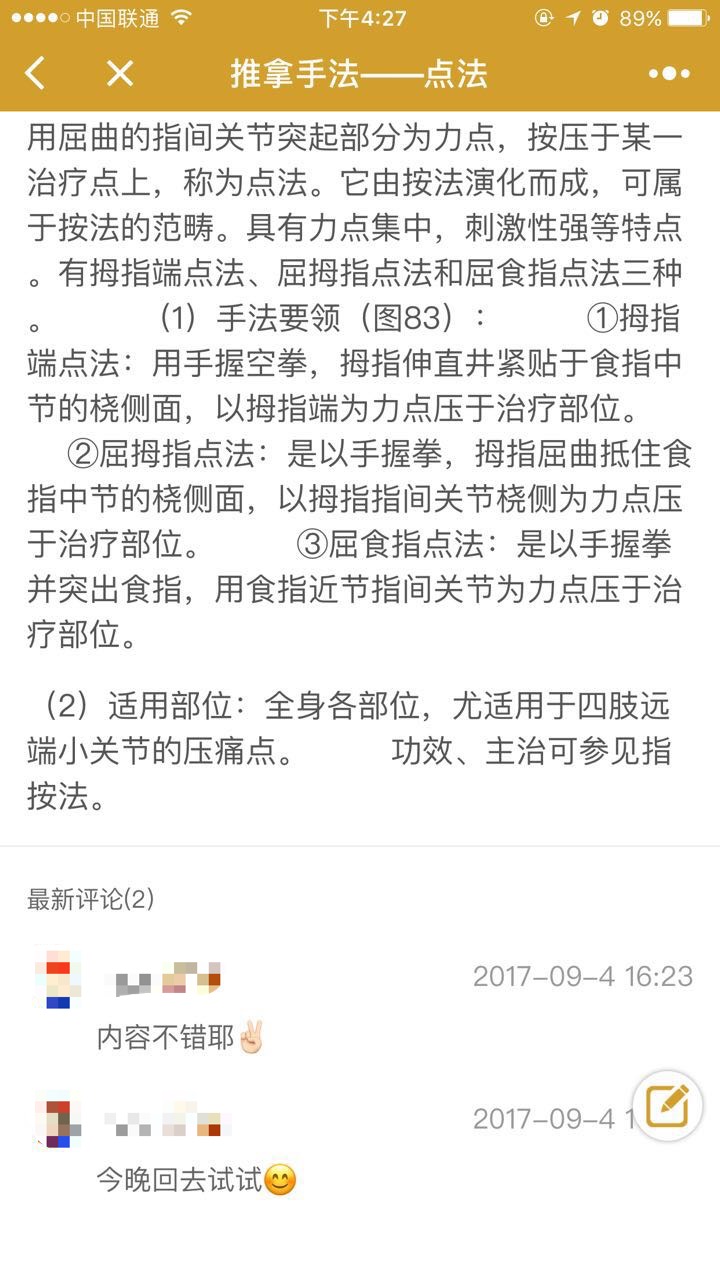 中国联通
下午4:27
89%
推拿手法——点法
用屈曲的指间关节突起部分为力点，按压于某一
治疗点上，称为点法。它由按法演化而成，可属
于按法的范畴。具有力点集中，刺激性强等特点
。有拇指端点法、屈拇指点法和屈食指点法三种
。 （1）手法要领（图83）： ①拇指
端点法：用手握空拳，拇指伸直井紧贴于食指中
节的桡侧面，以拇指端为力点压于治疗部位。
②屈拇指点法：是以手握拳，拇指屈曲抵住食
指中节的桡侧面，以拇指指间关节桡侧为力点压
于治疗部位。 ③屈食指点法：是以手握拳
并突出食指，用食指近节指间关节为力点压于治
疗部位。
（2）适用部位：全身各部位，尤适用于四肢远
端小关节的压痛点。 功效、主治可参见指
按法。
最新评论(2)
2017-09-4 16:23
内容不错耶✌🏻
2017-09-4 1
今晚回去试试😊